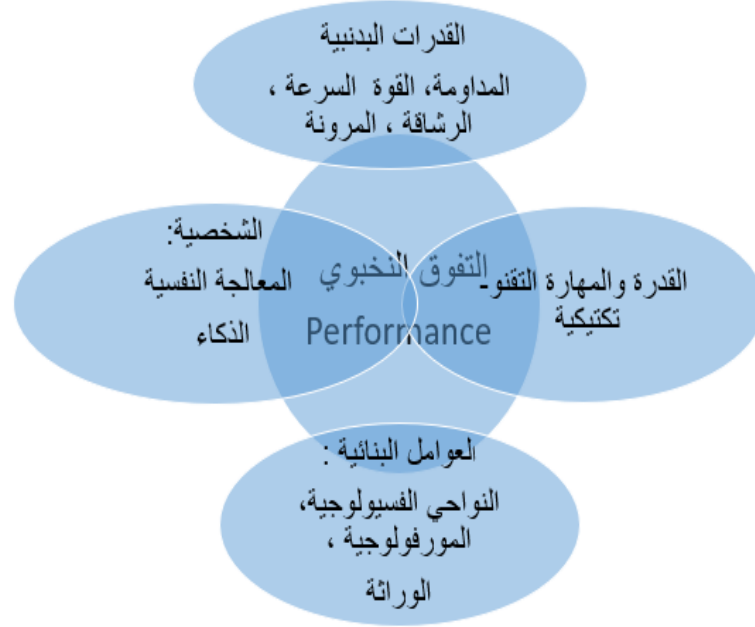 القدرات البدنبية
المداومة، القوة السرعة ،
الرشاقة ، المرونة
الشخصية:
المعالجة النفسية
الذكاء
التفوق النخبوي
Performance
القدرة والمهارة التقنو-
تكتيكية
العوامل البنائية :
النواحي الفسيولوجية،
المورفولوجية ،
الوراثة